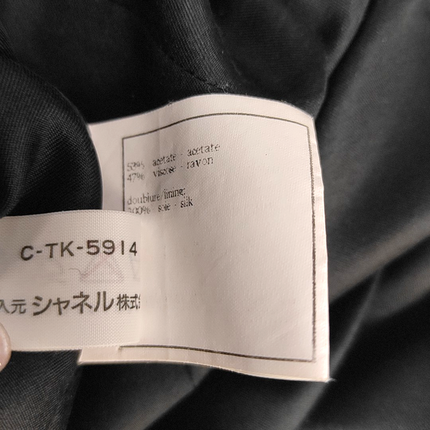 53% acetate - acetate
47% viscose - rayon
doublure/lining:
100% soie - silk
C-TK-5914
入元 シャネル株式